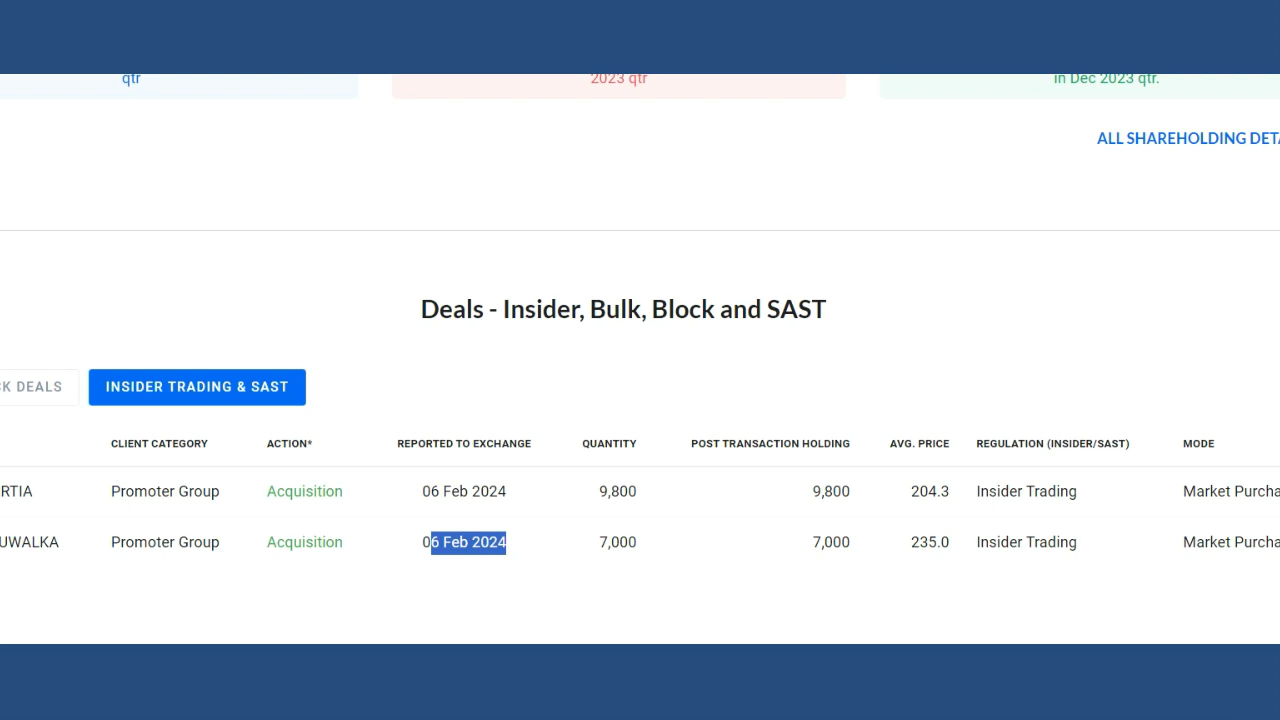 qtr
2023 qtr
in Dec 2023 qtr.
ALL SHAREHOLDING
Deals - Insider, Bulk, Block and SAST
DEALS
INSIDER TRADING & SAST
CLIENT CATEGORY ACTION* REPORTED TO EXCHANGE QUANTITY POST TRANSACTION HOLDING AVG. PRICE REGULATION (INSIDER/SAST) MODE
RTIA Promoter Group Acquisition 06 Feb 2024 9,800 9,800 204.3 Insider Trading Market
UWALKA Promoter Group Acquisition 06 Feb 2024 7,000 7,000 235.0 Insider Trading Market